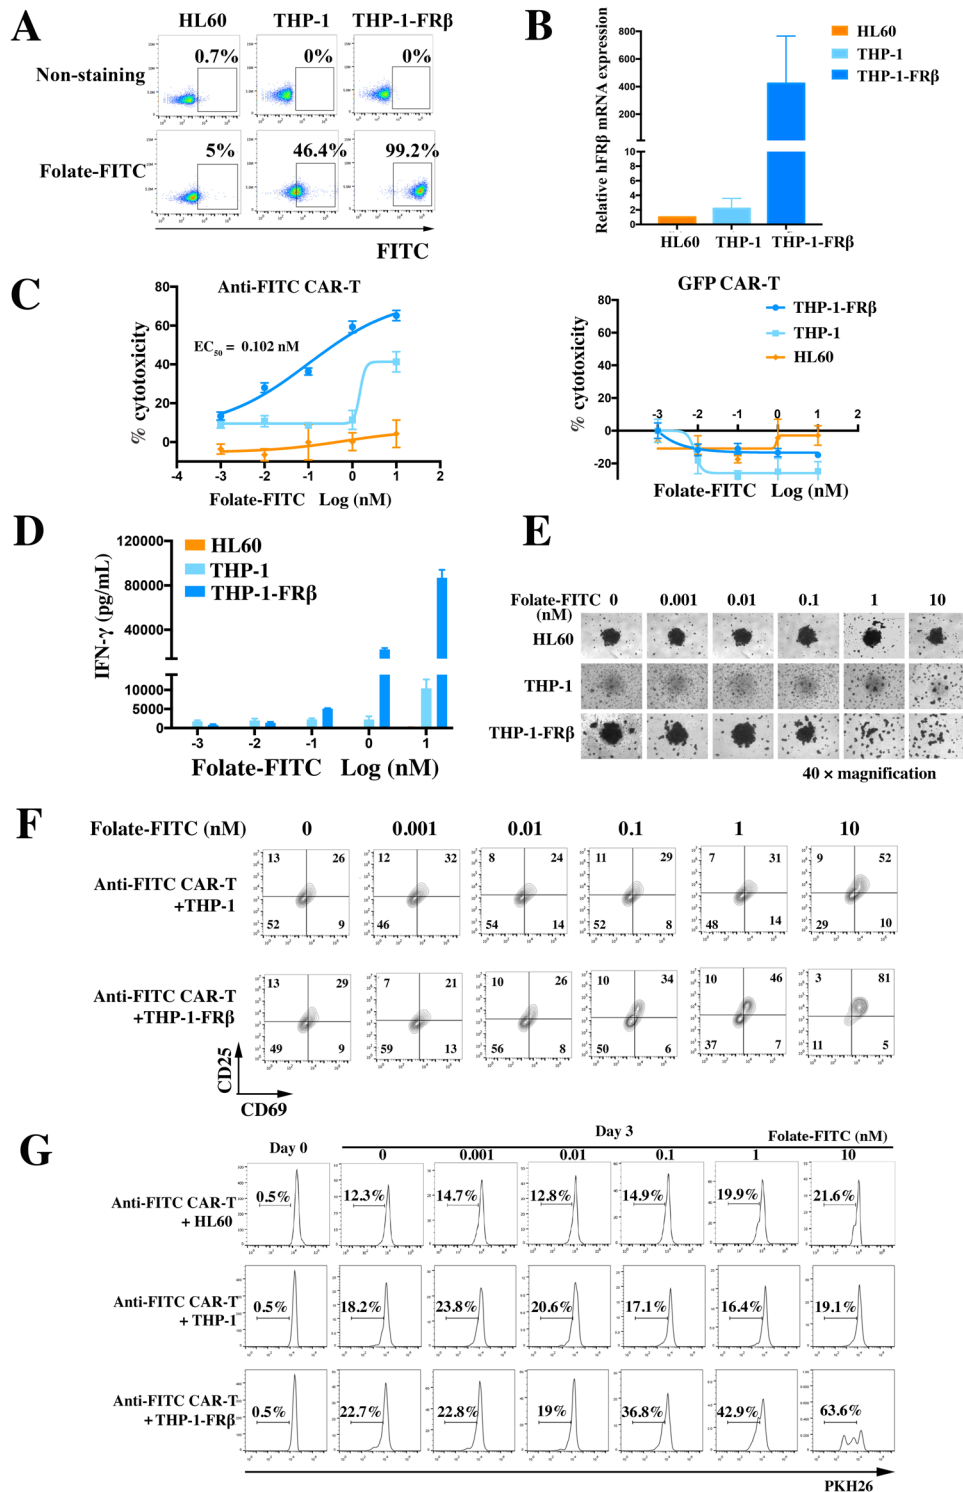 A
HL60 THP-1 THP-1-FRβ
Non-staining
0.7% 0% 0%
Folate-FITC
5% 46.4% 99.2%
FITC
B
Relative hFRβ mRNA expression
800
600
400
200
10
8
6
4
2
0
HL60 THP-1 THP-1-FRβ
HL60
THP-1
THP-1-FRβ
C
Anti-FITC CAR-T
% cytotoxicity
80
60
40
20
0
EC50 = 0.102 nM
-4 -3 -2 -1 0 1 2
Folate-FITC Log (nM)
GFP CAR-T
% cytotoxicity
80
60
40
20
0
-20
THP-1-FRβ
THP-1
HL60
-3 -2 -1 0 1 2
Folate-FITC Log (nM)
D
IFN-γ (pg/mL)
120000
80000
40000
10000
5000
0
HL60
THP-1
THP-1-FRβ
-3 -2 -1 0 1
Folate-FITC Log (nM)
E
Folate-FITC (nM) 0 0.001 0.01 0.1 1 10
HL60
THP-1
THP-1-FRβ
40 × magnification
F
Folate-FITC (nM) 0 0.001 0.01 0.1 1 10
Anti-FITC CAR-T
+THP-1
13 26 12 32 8 24 11 29 7 31 9 52
52 9 46 54 14 52 8 48 14 29 10
Anti-FITC CAR-T
+THP-1-FRβ
13 29 7 21 10 26 10 34 10 46 3 81
49 9 59 13 56 8 50 6 37 7 11 5
CD25
CD69
G
Day 0 Day 3 Folate-FITC (nM)
0 0.001 0.01 0.1 1 10
Anti-FITC CAR-T
+ HL60
0.5% 12.3% 14.7% 12.8% 14.9% 19.9% 21.6%
Anti-FITC CAR-T
+ THP-1
0.5% 18.2% 23.8% 20.6% 17.1% 16.4% 19.1%
Anti-FITC CAR-T
+THP-1-FRβ
0.5% 22.7% 22.8% 19% 36.8% 42.9% 63.6%
PKH26